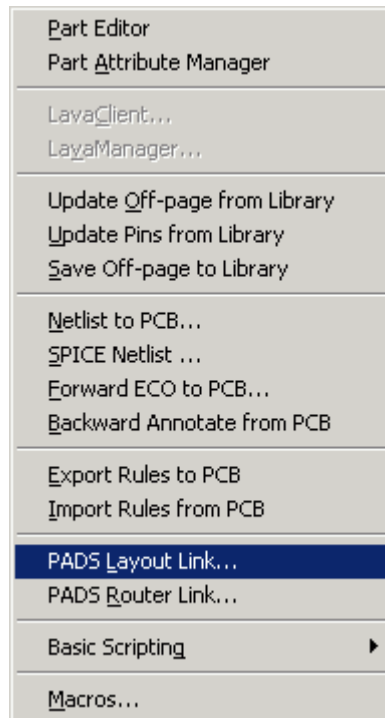 Part Editor
Part Attribute Manager
LavaClient...
LavaManager...
Update Off-page from Library
Update Pins from Library
Save Off-page to Library
Netlist to PCB...
SPICE Netlist ...
Forward ECO to PCB...
Backward Annotate from PCB
Export Rules to PCB
Import Rules from PCB
PADS Layout Link...
PADS Router Link...
Basic Scripting
Macros...